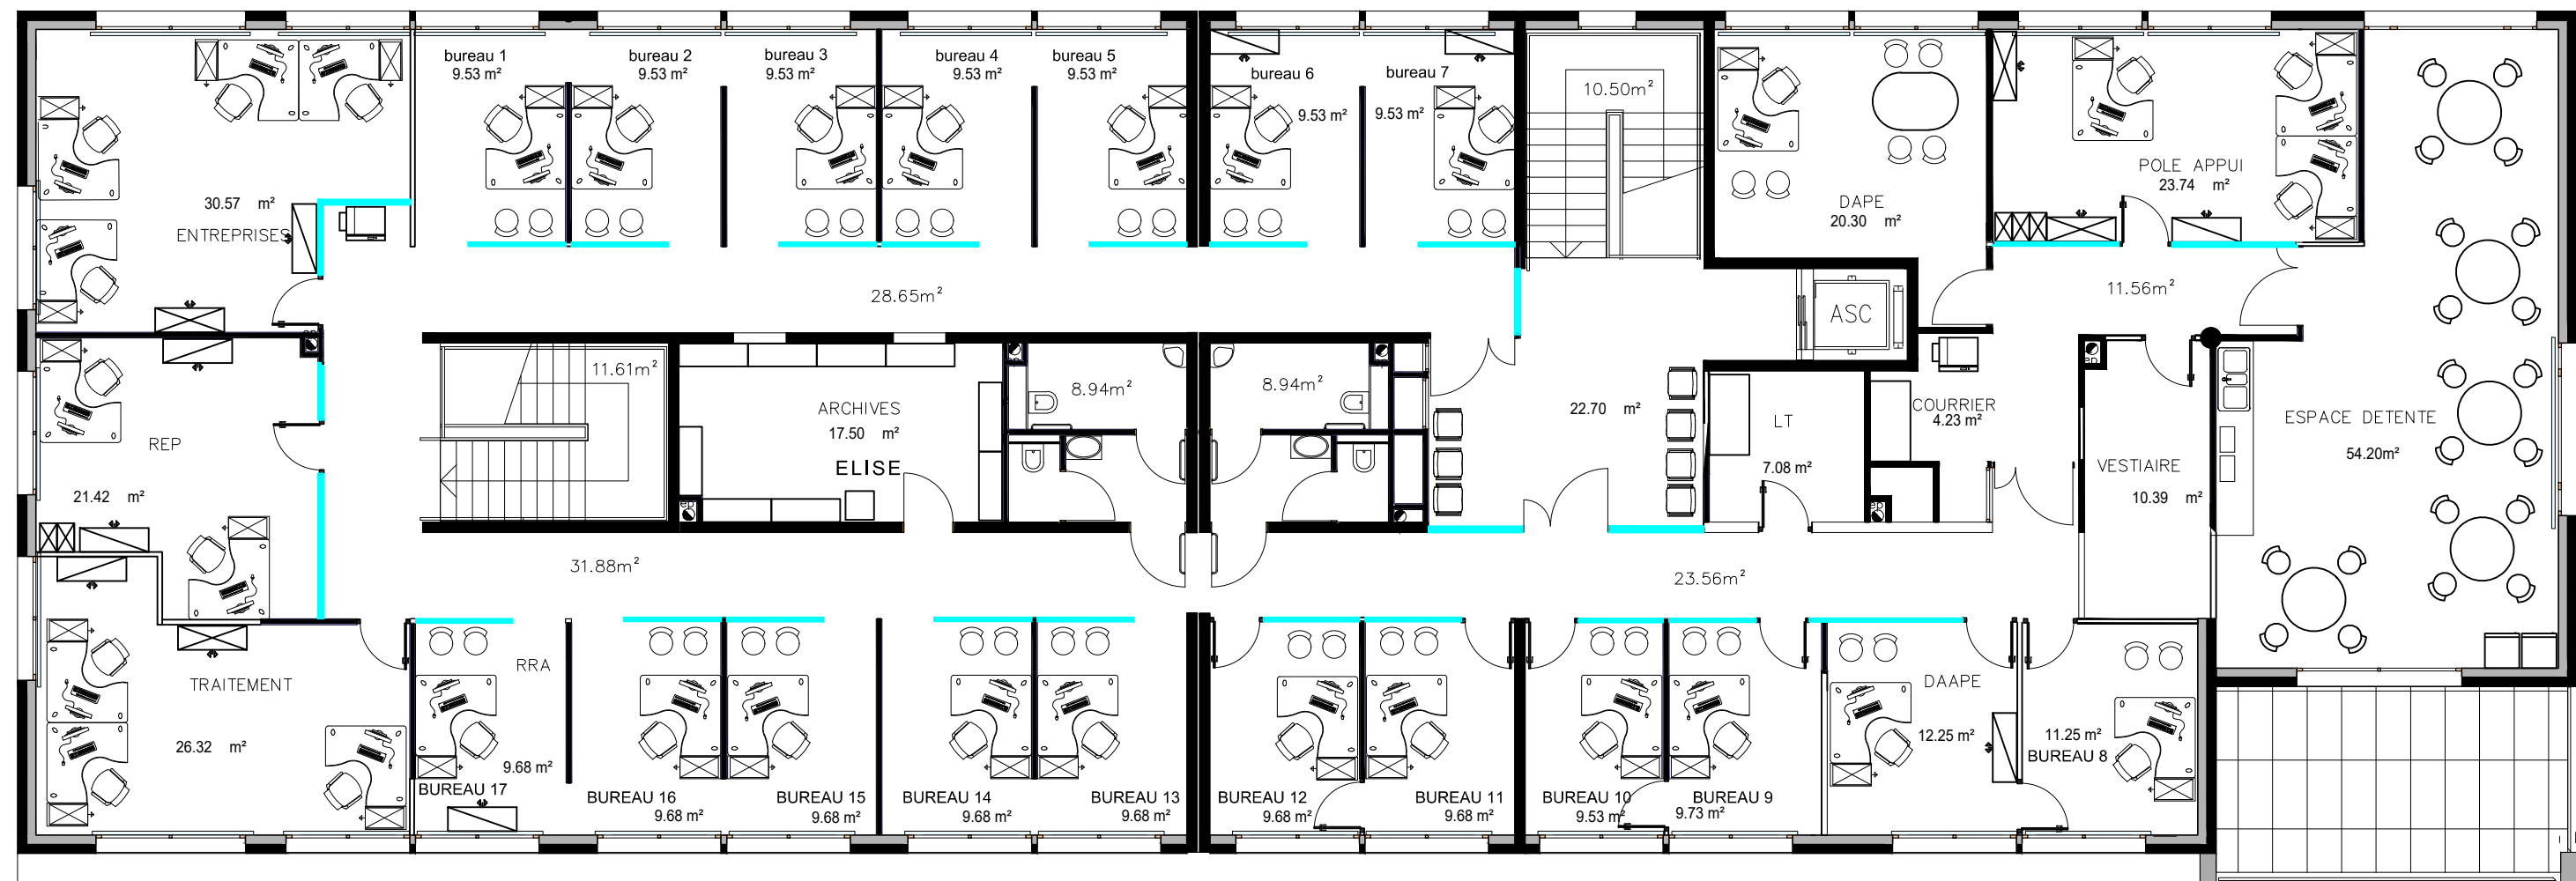 bureau 1
9.53 m²
bureau 2
9.53 m²
bureau 3
9.53 m²
bureau 4
9.53 m²
bureau 5
9.53 m²
bureau 6
9.53 m²
bureau 7
9.53 m²
10.50m²
DAPE
20.30 m²
POLE APPUI
23.74 m²
30.57 m²
ENTREPRISES
28.65m²
11.56m²
ASC
11.61m²
ARCHIVES
17.50 m²
ELISE
8.94m²
8.94m²
22.70 m²
LT
7.08 m²
COURRIER
4.23 m²
VESTIAIRE
10.39 m²
ESPACE DETENTE
54.20m²
REP
21.42 m²
31.88m²
23.56m²
TRAITEMENT
26.32 m²
RRA
9.68 m²
BUREAU 17
BUREAU 16
9.68 m²
BUREAU 15
9.68 m²
BUREAU 14
9.68 m²
BUREAU 13
9.68 m²
BUREAU 12
9.68 m²
BUREAU 11
9.68 m²
BUREAU 10
9.53 m²
BUREAU 9
9.73 m²
DAAPE
12.25 m²
11.25 m²
BUREAU 8